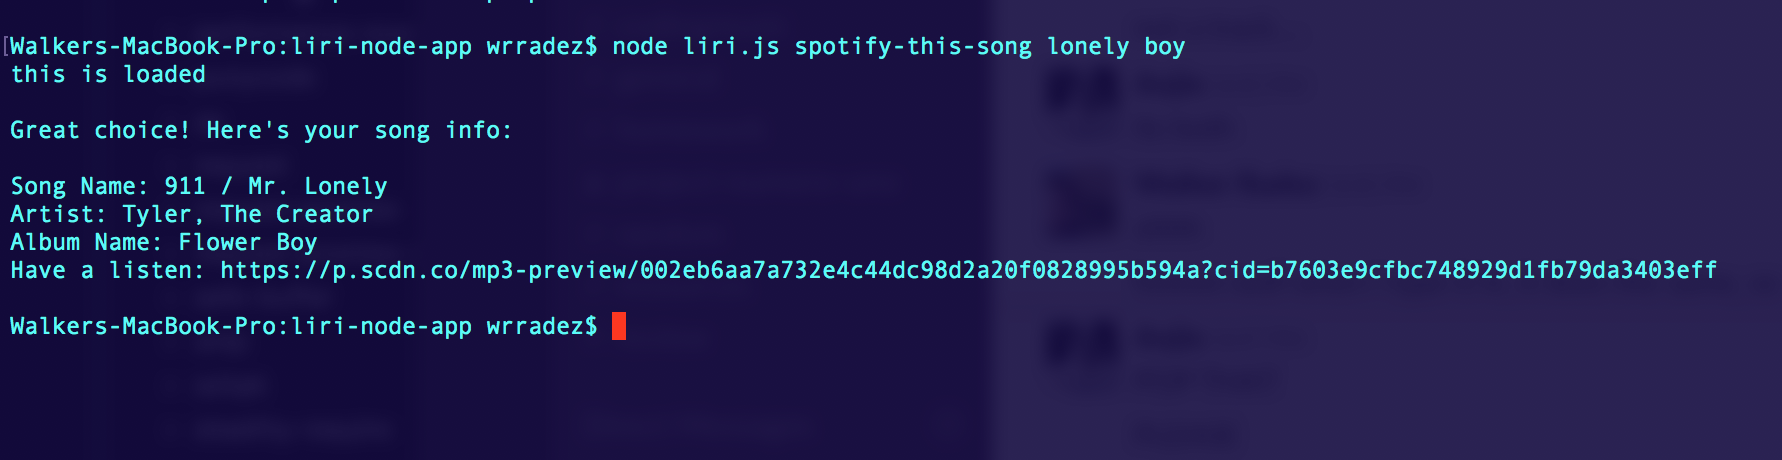 [Walkers-MacBook-Pro:liri-node-app wrradez$ node liri.js spotify-this-song lonely boy
this is loaded
Great choice! Here's your song info:
Song Name: 911 / Mr. Lonely
Artist: Tyler, The Creator
Album Name: Flower Boy
Have a listen: https://p.scdn.co/mp3-preview/002eb6aa7a732e4c44dc98d2a20f0828995b594a?cid=b7603e9cfbc748929d1fb79da3403eff
Walkers-MacBook-Pro:liri-node-app wrradez$